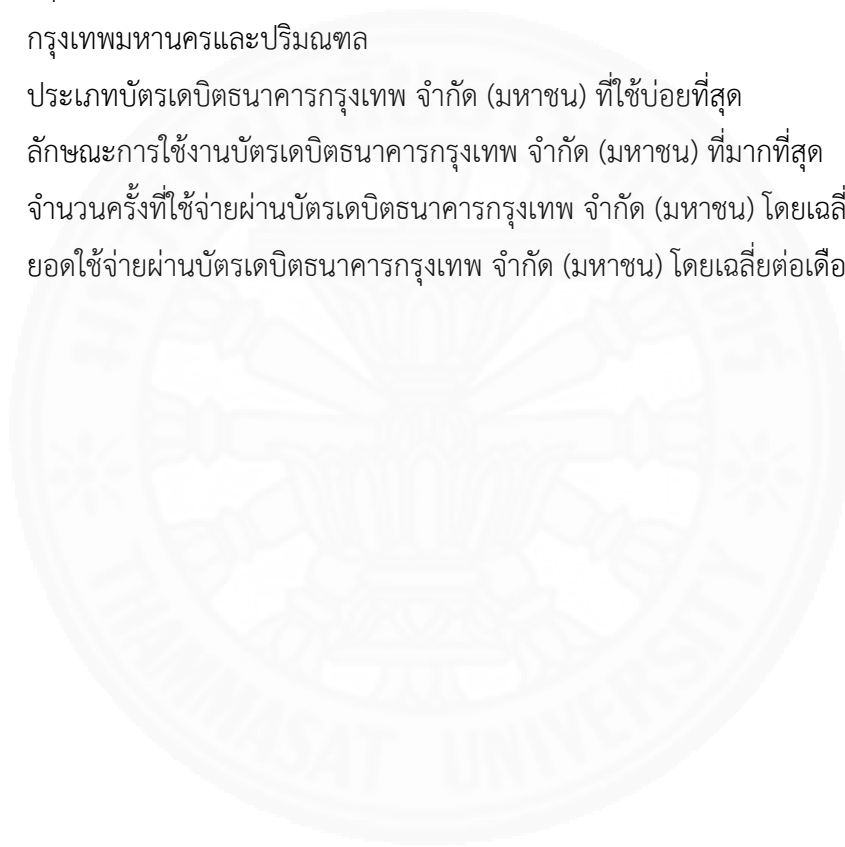 กรุงเทพมหานครและปริมณฑล
ประเภทบัตรเดบิตธนาคารกรุงเทพ จำกัด (มหาชน) ที่ใช้บ่อยที่สุด
ลักษณะการใช้งานบัตรเดบิตธนาคารกรุงเทพ จำกัด (มหาชน) ที่มากที่สุด
จำนวนครั้งที่ใช้จ่ายผ่านบัตรเดบิตธนาคารกรุงเทพ จำกัด (มหาชน) โดยเฉลี่
ยอดใช้จ่ายผ่านบัตรเดบิตธนาคารกรุงเทพ จำกัด (มหาชน) โดยเฉลี่ยต่อเดือ
THAMMASAT UNIVERSITY